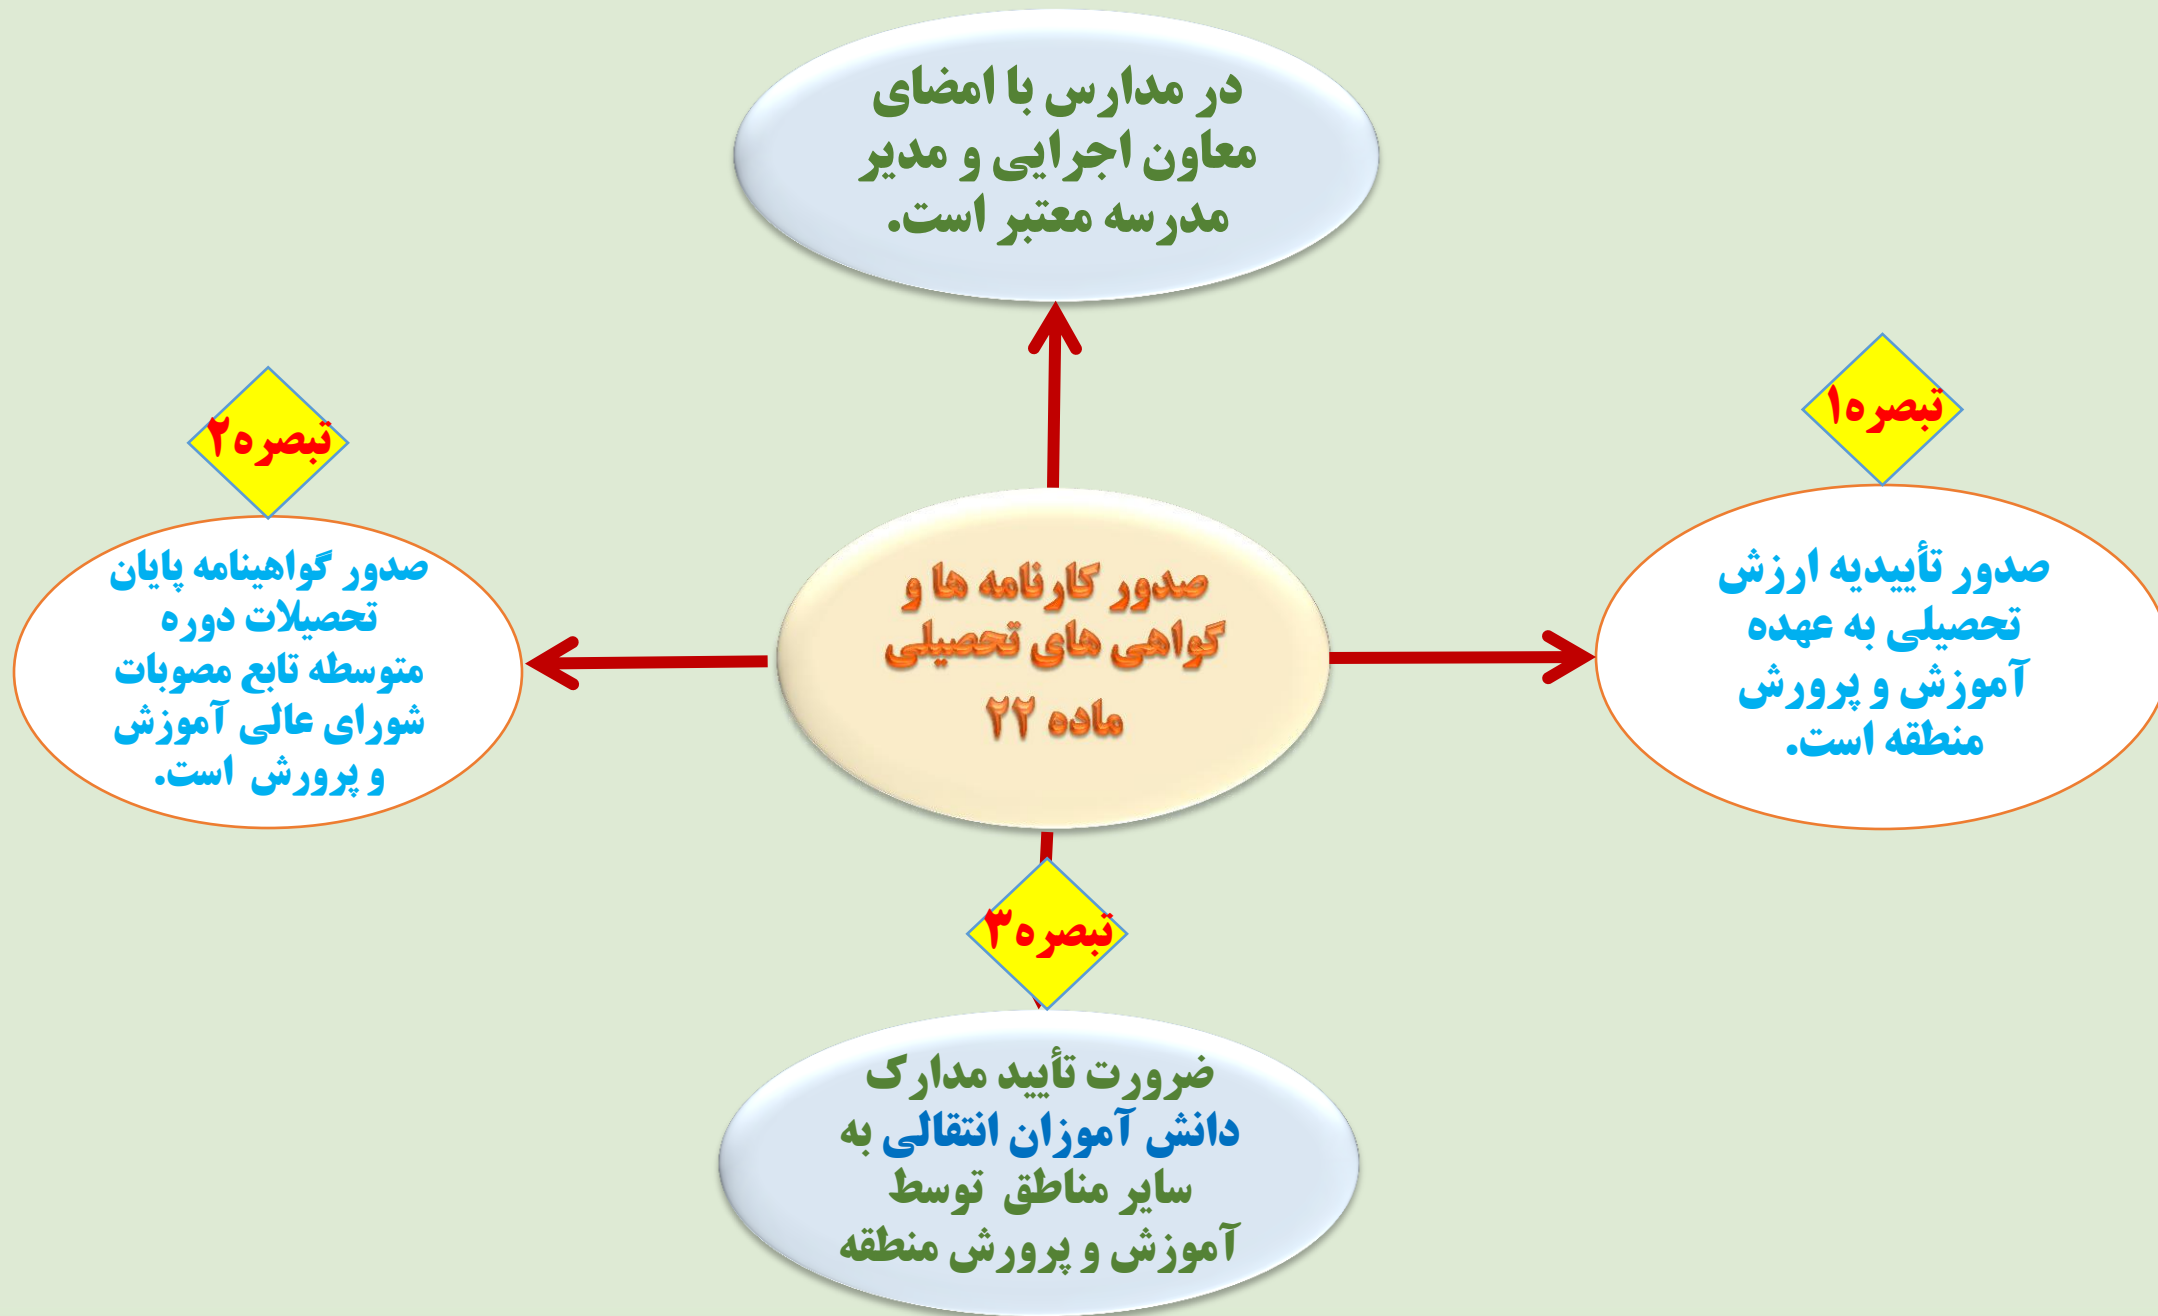 در مدارس با امضای
معاون اجرایی و مدیر
مدرسه معتبر است.
صدور کارنامه ها و
گواهی های تحصیلی
ماده ۲۲
تبصره۱
صدور تأییدیه ارزش
تحصیلی به عهده
آموزش و پرورش
منطقه است.
تبصره۲
صدور گواهینامه پایان
تحصیلات دوره
متوسطه تابع مصوبات
شورای عالی آموزش
و پرورش است.
تبصره۳
ضرورت تأیید مدارک
دانش آموزان انتقالی به
سایر مناطق توسط
آموزش و پرورش منطقه